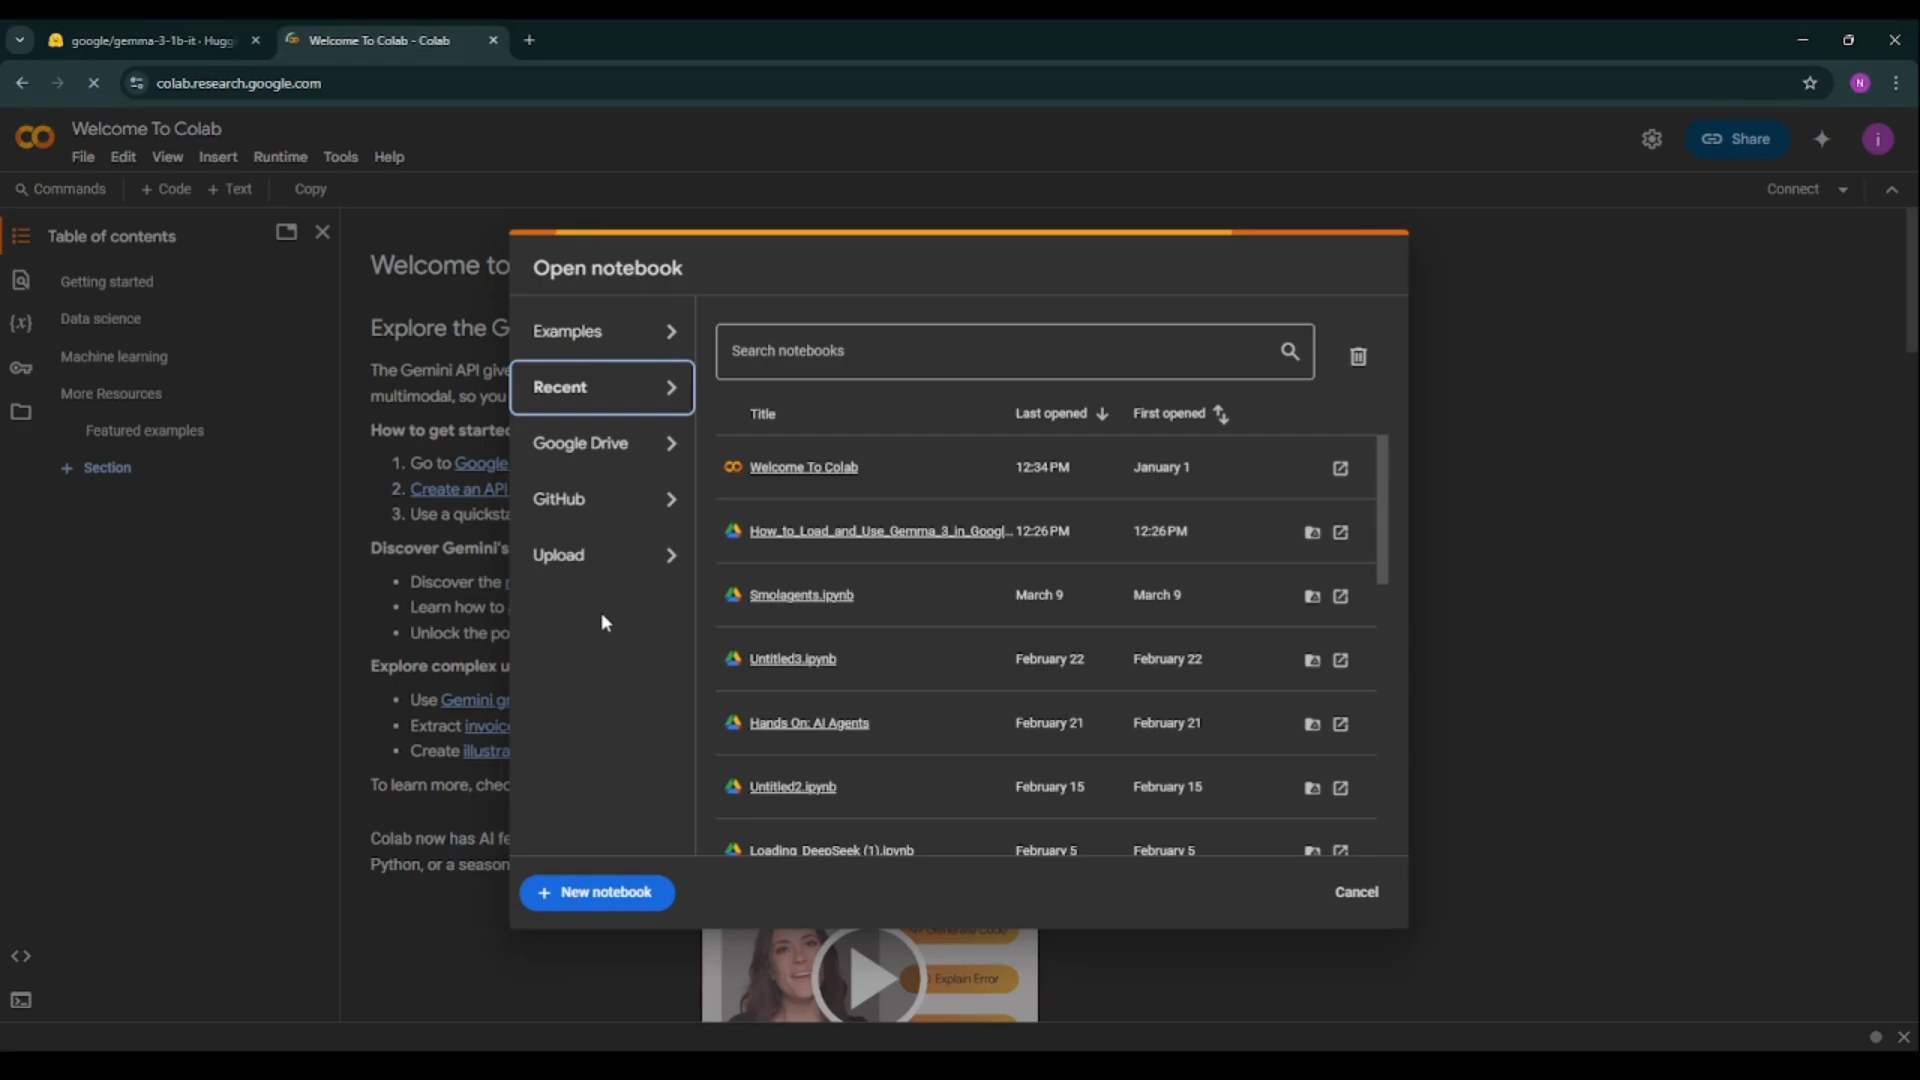 google/gemma-3-1b-it · Hugg
Welcome To Colab - Colab
colab.research.google.com
N
Welcome To Colab
File Edit View Insert Runtime Tools Help
Share
i
Commands + Code + Text Copy
Connect
Table of contents
Getting started
Data science
Machine learning
More Resources
Featured examples
+ Section
Welcome to
Explore the G
The Gemini API give
multimodal, so you
How to get started
1. Go to Google
2. Create an API
3. Use a quicksta
Discover Gemini's
• Discover the
• Learn how to
• Unlock the po
Explore complex u
• Use Gemini gr
• Extract invoice
• Create illustra
To learn more, chec
Colab now has AI fe
Python, or a season
Open notebook
Examples
Recent
Google Drive
GitHub
Upload
Search notebooks
Title Last opened First opened
Welcome To Colab 12:34 PM January 1
How_to_Load_and_Use_Gemma_3_in_Googl... 12:26 PM 12:26 PM
Smolagents.ipynb March 9 March 9
Untitled3.ipynb February 22 February 22
Hands On: AI Agents February 21 February 21
Untitled2.ipynb February 15 February 15
Loading DeepSeek (1).ipynb February 5 February 5
+ New notebook
Cancel
Generate Code
Explain Error